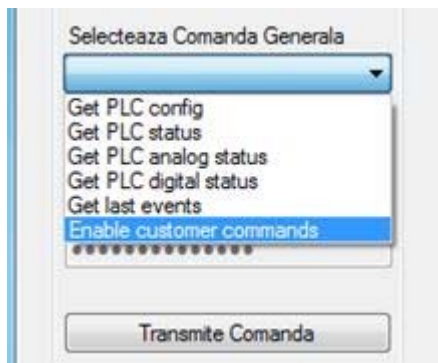 Selecteaza Comanda Generala
Get PLC config
Get PLC status
Get PLC analog status
Get PLC digital status
Get last events
Enable customer commands
Transmite Comanda